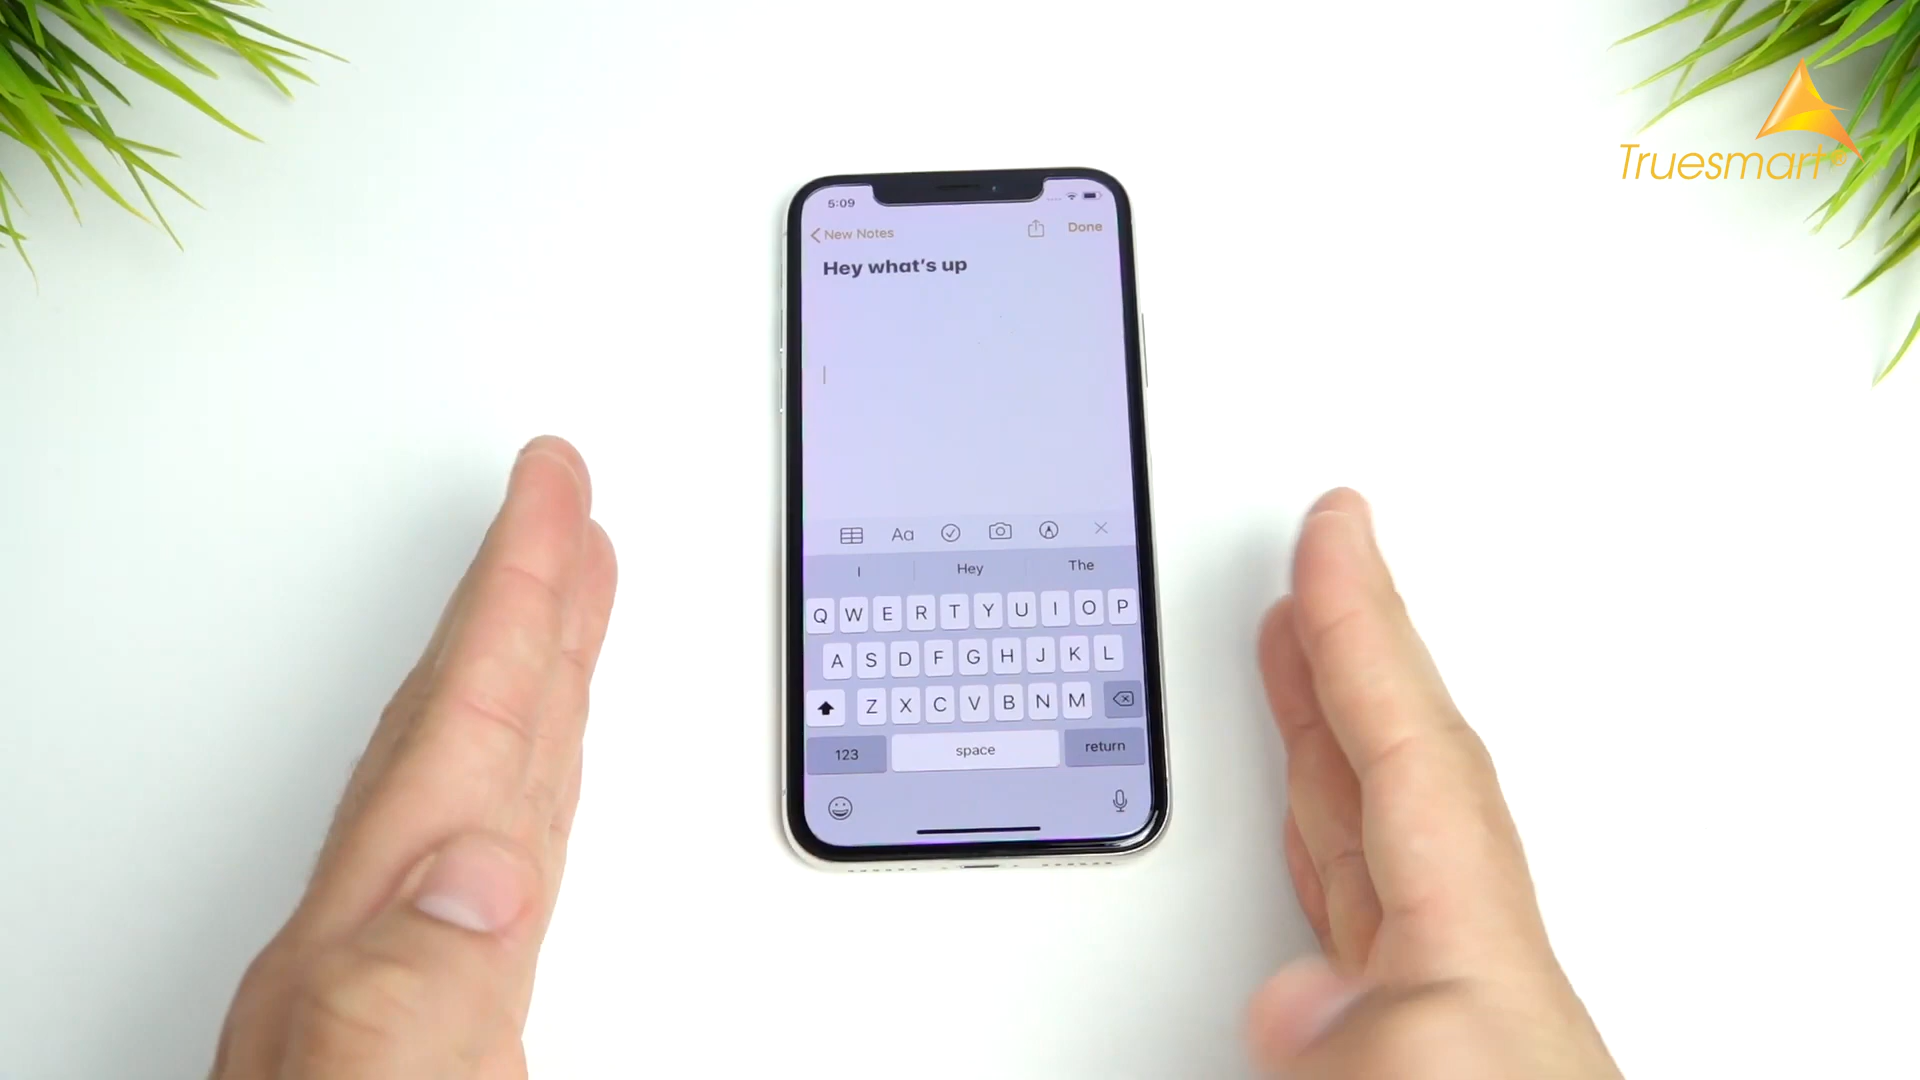 Truesmart®
5:09
New Notes
Done
Hey what's up
Aa
I Hey The
Q W E R T Y U I O P
A S D F G H J K L
Z X C V B N M
123 space return